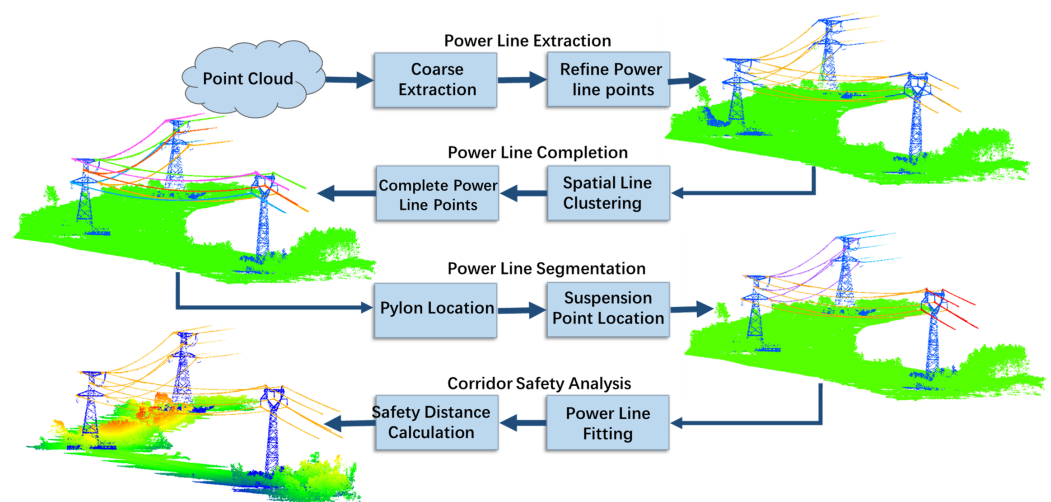 Power Line Extraction
Point Cloud
Coarse
Extraction
Refine Power
line points
Power Line Completion
Complete Power
Line Points
Spatial Line
Clustering
Power Line Segmentation
Pylon Location
Suspension
Point Location
Corridor Safety Analysis
Safety Distance
Calculation
Power Line
Fitting